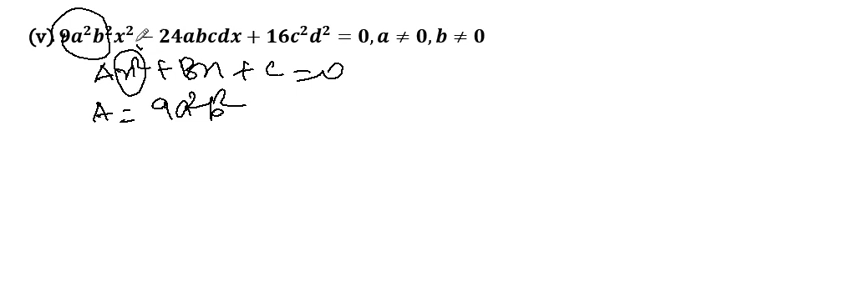 (v) 9a²b²x² - 24abcdx + 16c²d² = 0, a ≠ 0, b ≠ 0
Ax² + Bx + C = 0
A = 9a²b²